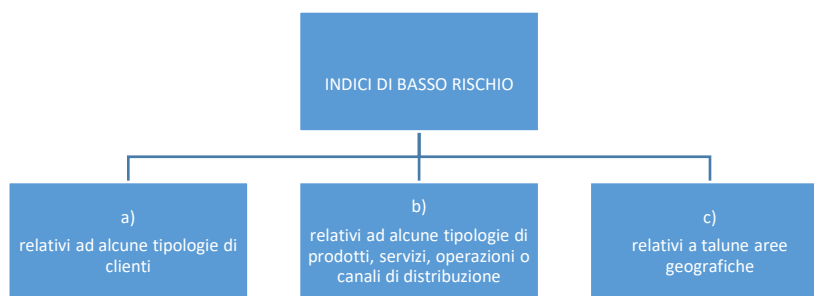 INDICI DI BASSO RISCHIO
a)
relativi ad alcune tipologie di
clienti
b)
relativi ad alcune tipologie di
prodotti, servizi, operazioni o
canali di distribuzione
c)
relativi a talune aree
geografiche